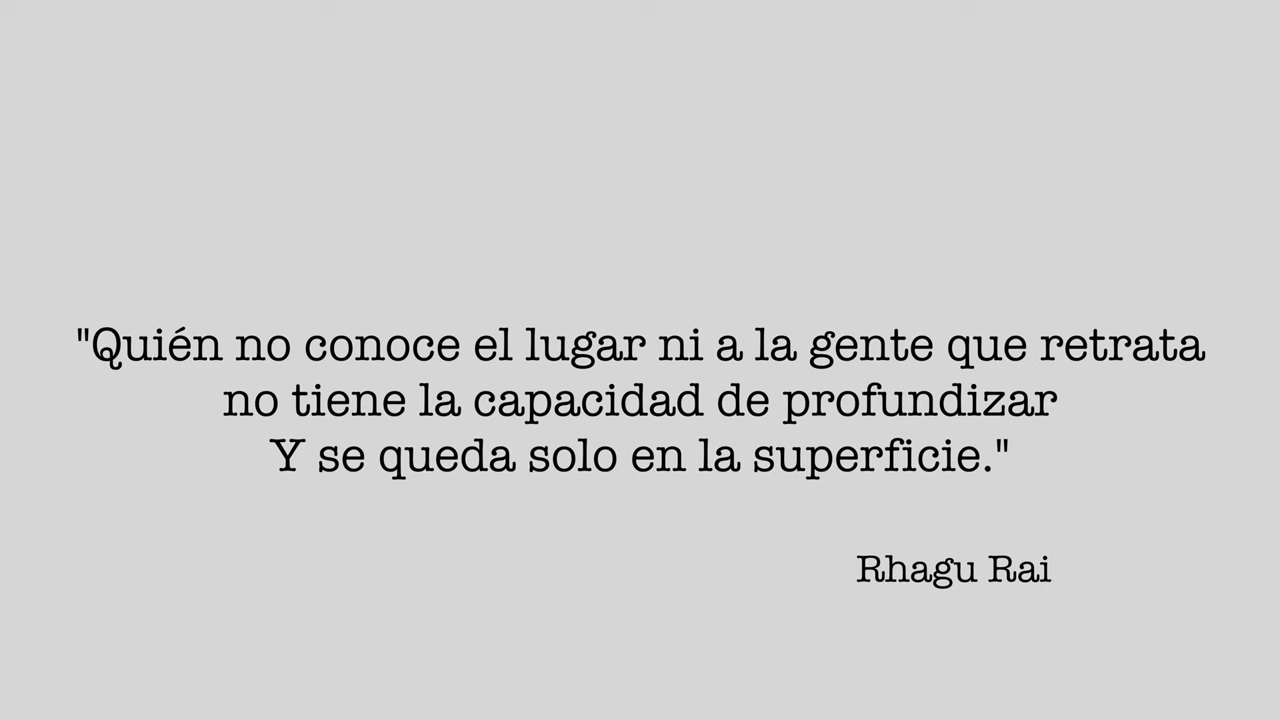 "Quién no conoce el lugar ni a la gente que retrata
no tiene la capacidad de profundizar
Y se queda solo en la superficie."
Rhagu Rai